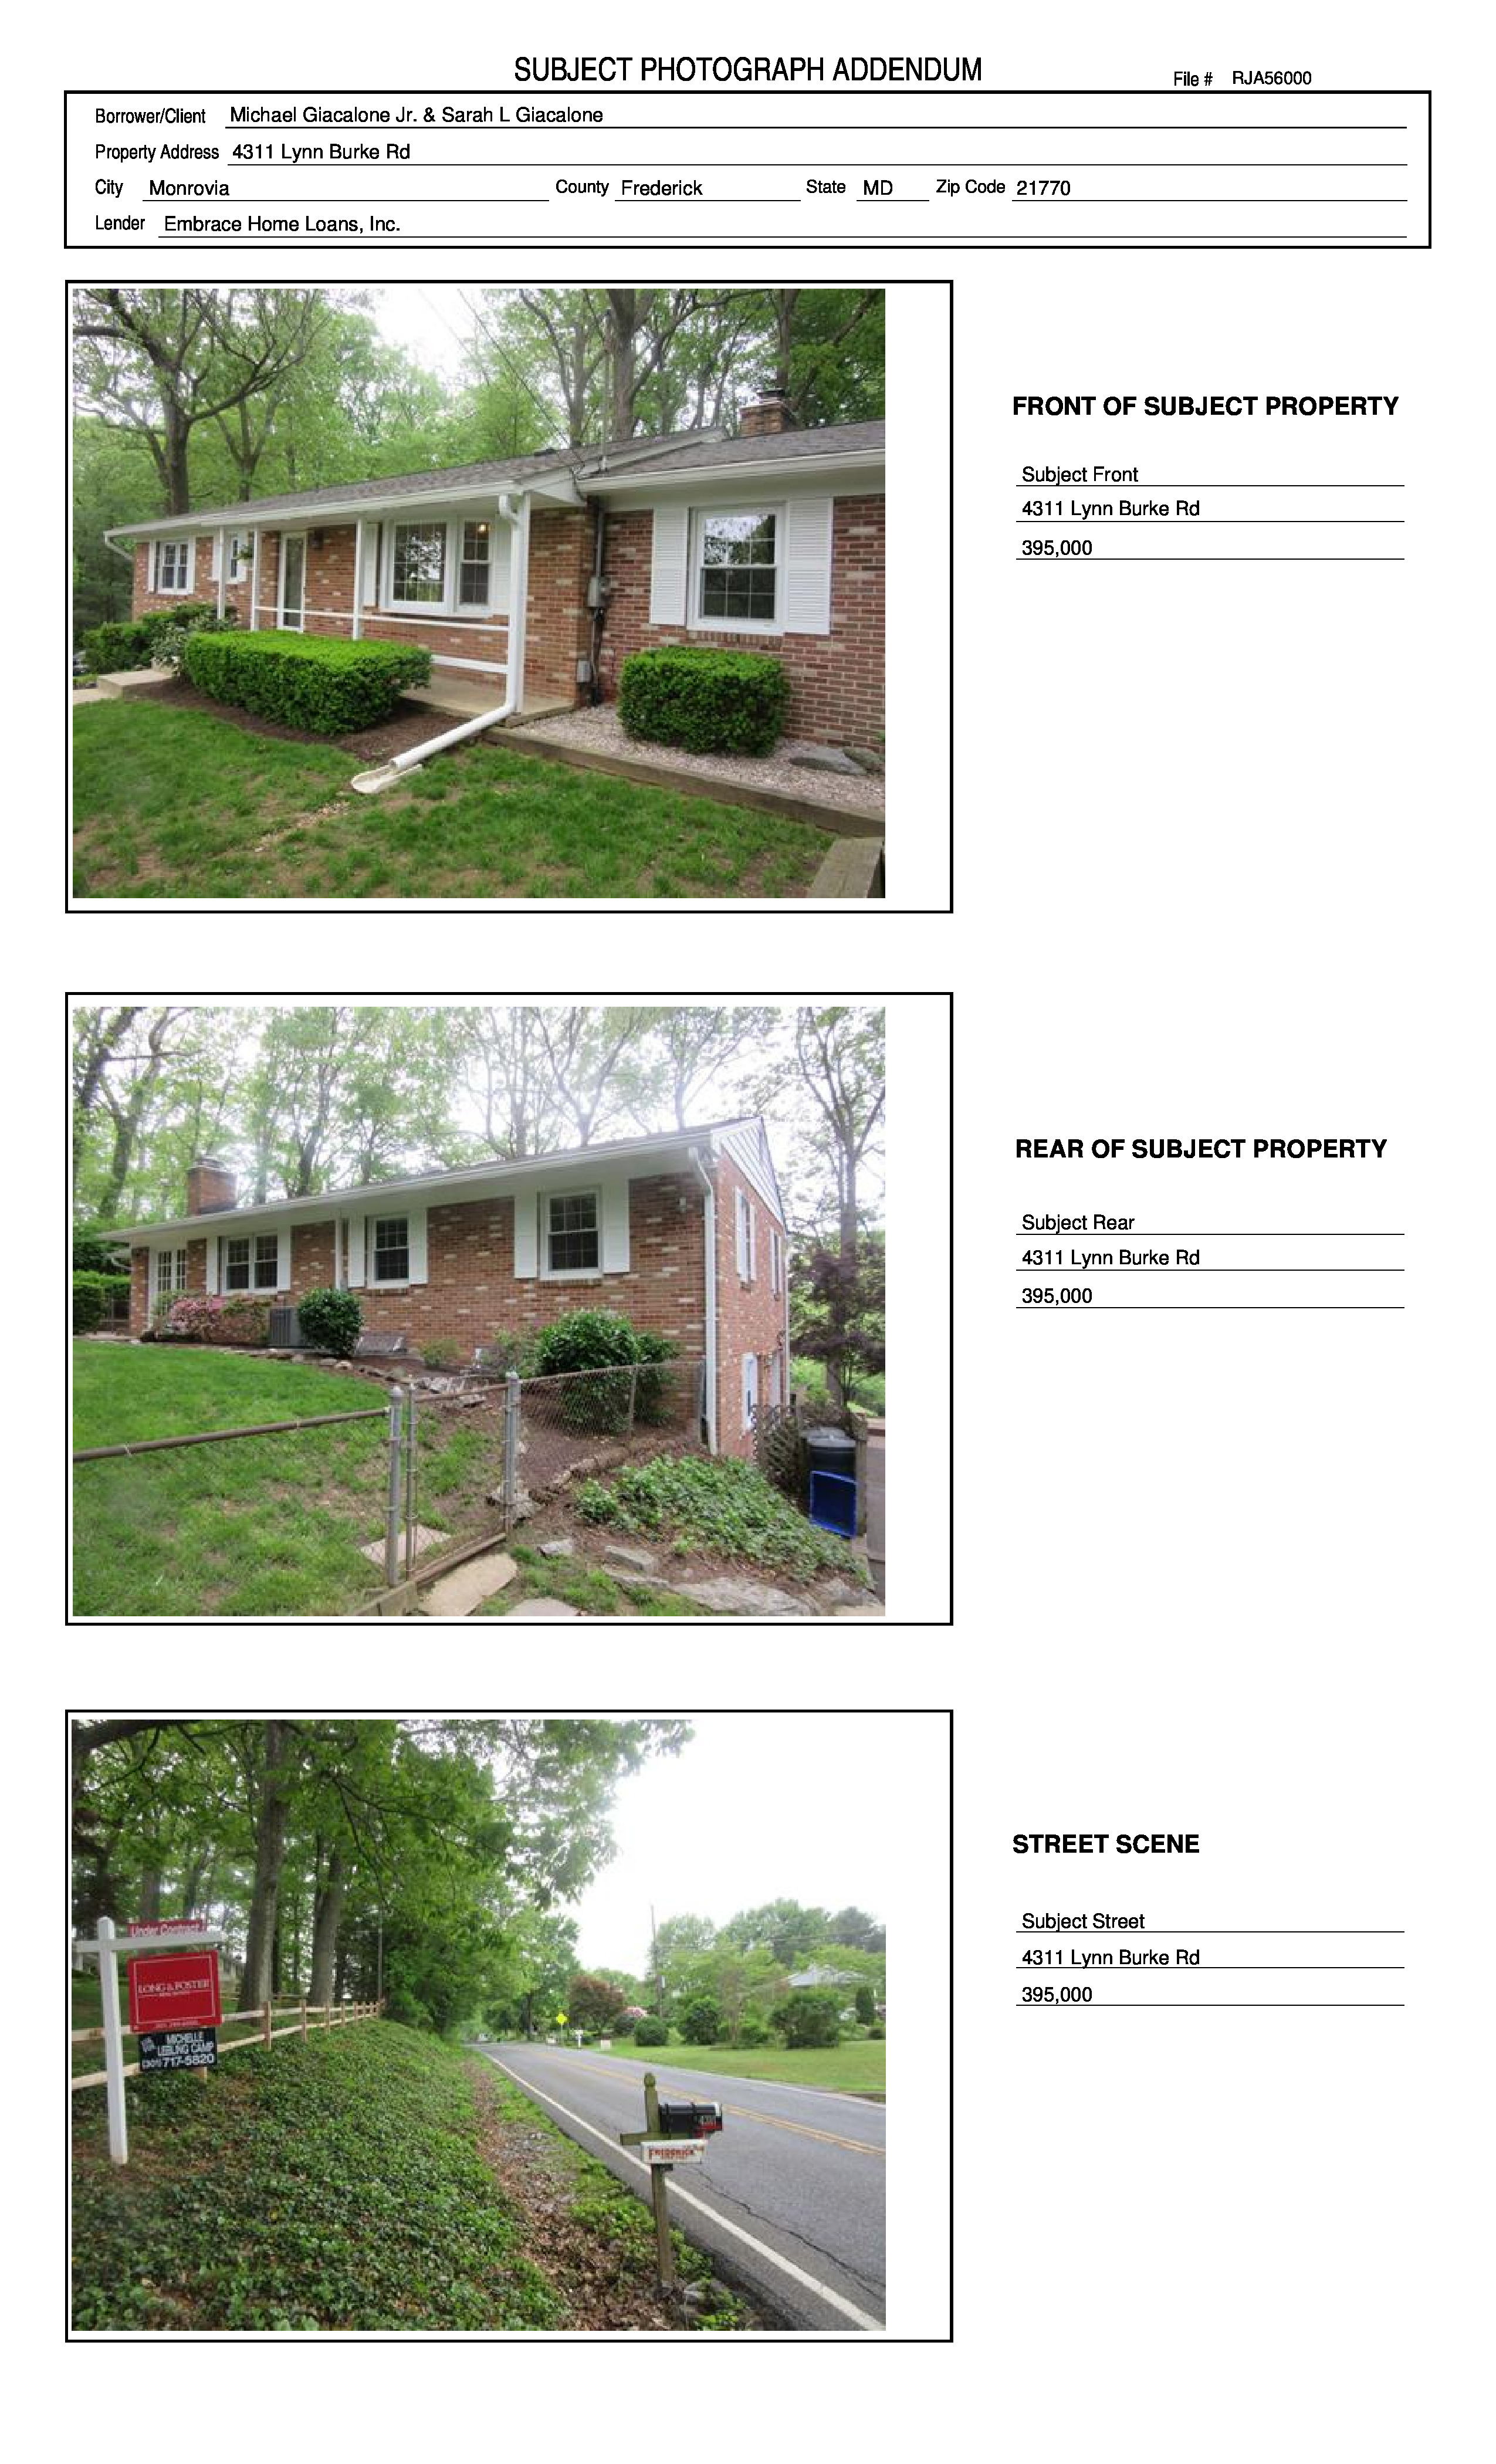 SUBJECT PHOTOGRAPH ADDENDUM
File # RJA56000
Borrower/Client Michael Giacalone Jr. & Sarah L Giacalone
Property Address 4311 Lynn Burke Rd
City Monrovia County Frederick State MD Zip Code 21770
Lender Embrace Home Loans, Inc.
FRONT OF SUBJECT PROPERTY
Subject Front
4311 Lynn Burke Rd
395,000
REAR OF SUBJECT PROPERTY
Subject Rear
4311 Lynn Burke Rd
395,000
Under Contract
LONG & FOSTER
MICHELLE
LEELING CAMP
(301) 717-5820
FREDERICK
STREET SCENE
Subject Street
4311 Lynn Burke Rd
395,000